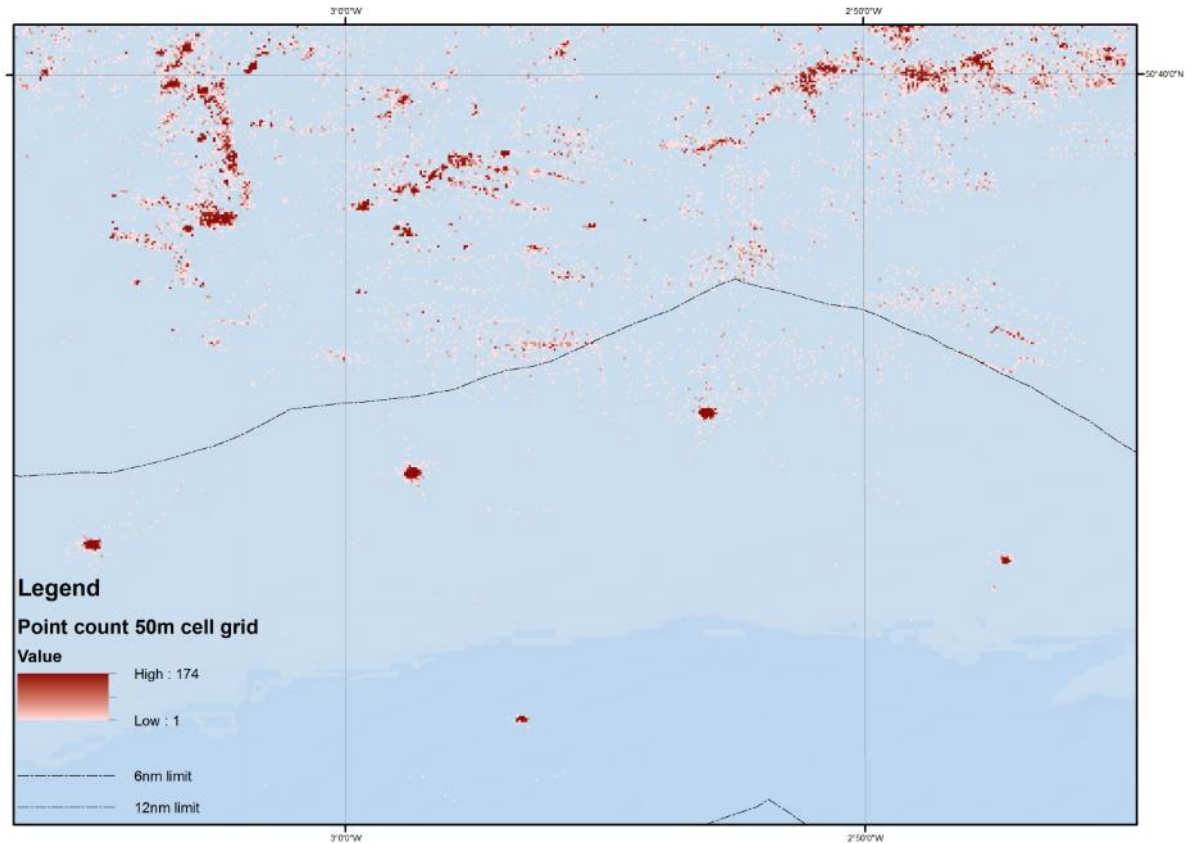 3°0'0"W 2°50'0"W
50°40'0"N
Legend
Point count 50m cell grid
Value
High : 174
Low : 1
6nm limit
12nm limit
3°0'0"W 2°50'0"W